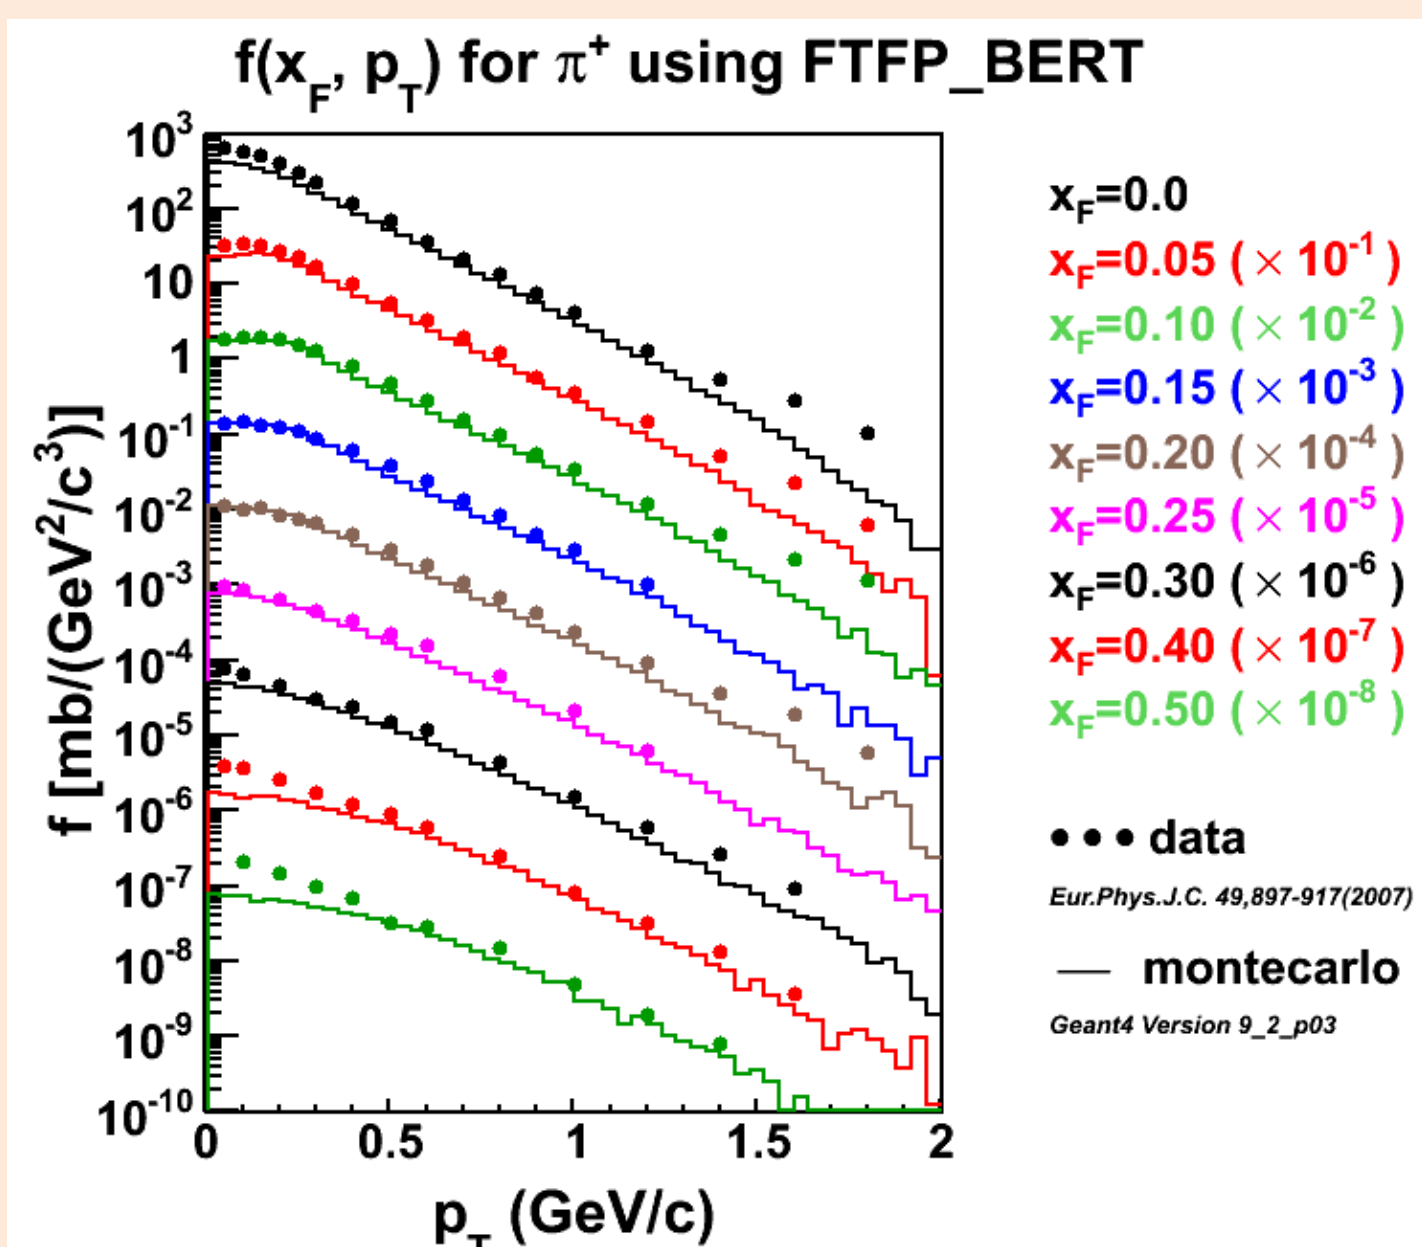 f(x_F, p_T) for π⁺ using FTFP_BERT
10³
10²
10
1
10⁻¹
10⁻²
10⁻³
10⁻⁴
10⁻⁵
10⁻⁶
10⁻⁷
10⁻⁸
10⁻⁹
10⁻¹⁰
f [mb/(GeV²/c³)]
0 0.5 1 1.5 2
p_T (GeV/c)
x_F=0.0
x_F=0.05 ( × 10⁻¹ )
x_F=0.10 ( × 10⁻² )
x_F=0.15 ( × 10⁻³ )
x_F=0.20 ( × 10⁻⁴ )
x_F=0.25 ( × 10⁻⁵ )
x_F=0.30 ( × 10⁻⁶ )
x_F=0.40 ( × 10⁻⁷ )
x_F=0.50 ( × 10⁻⁸ )
data
Eur.Phys.J.C. 49,897-917(2007)
montecarlo
Geant4 Version 9_2_p03